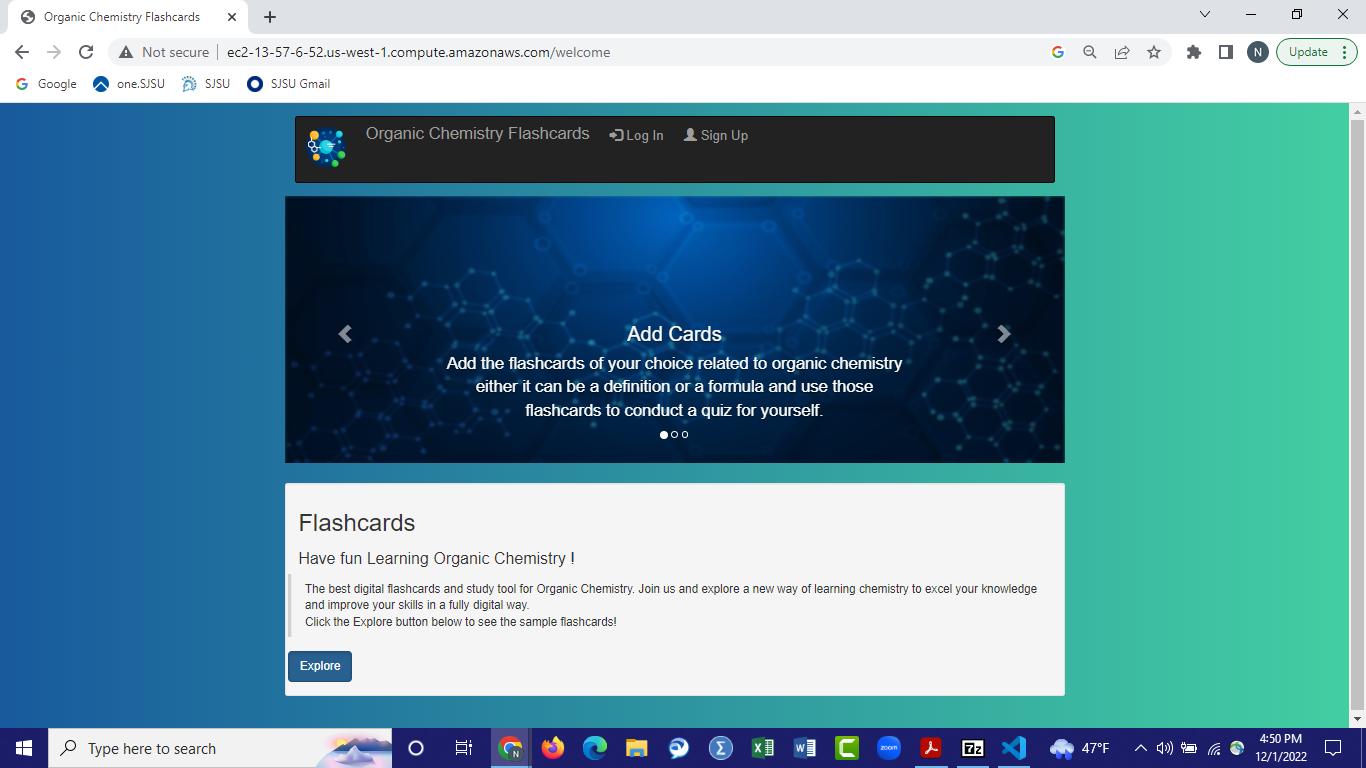 Organic Chemistry Flashcards
Not secure
ec2-13-57-6-52.us-west-1.compute.amazonaws.com/welcome
N
Update
Google
one.SJSU
SJSU
SJSU Gmail
Organic Chemistry Flashcards
Log In
Sign Up
Add Cards
Add the flashcards of your choice related to organic chemistry
either it can be a definition or a formula and use those
flashcards to conduct a quiz for yourself.
Flashcards
Have fun Learning Organic Chemistry !
The best digital flashcards and study tool for Organic Chemistry. Join us and explore a new way of learning chemistry to excel your knowledge
and improve your skills in a fully digital way.
Click the Explore button below to see the sample flashcards!
Explore
Type here to search
N
Σ
X
W
C
zoom
7z
47°F
4:50 PM
12/1/2022